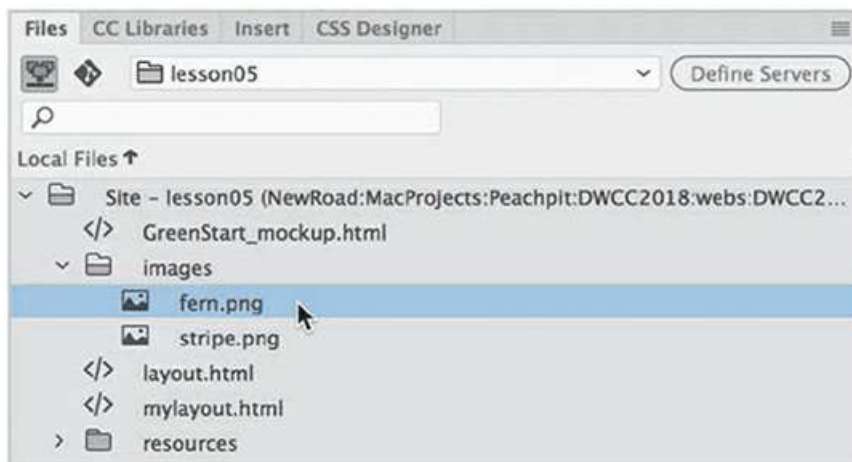 Files CC Libraries Insert CSS Designer
lesson05 Define Servers
Local Files ↑
Site – lesson05 (NewRoad:MacProjects:Peachpit:DWCC2018:webs:DWCC2...
</> GreenStart_mockup.html
images
fern.png
stripe.png
</> layout.html
</> mylayout.html
resources